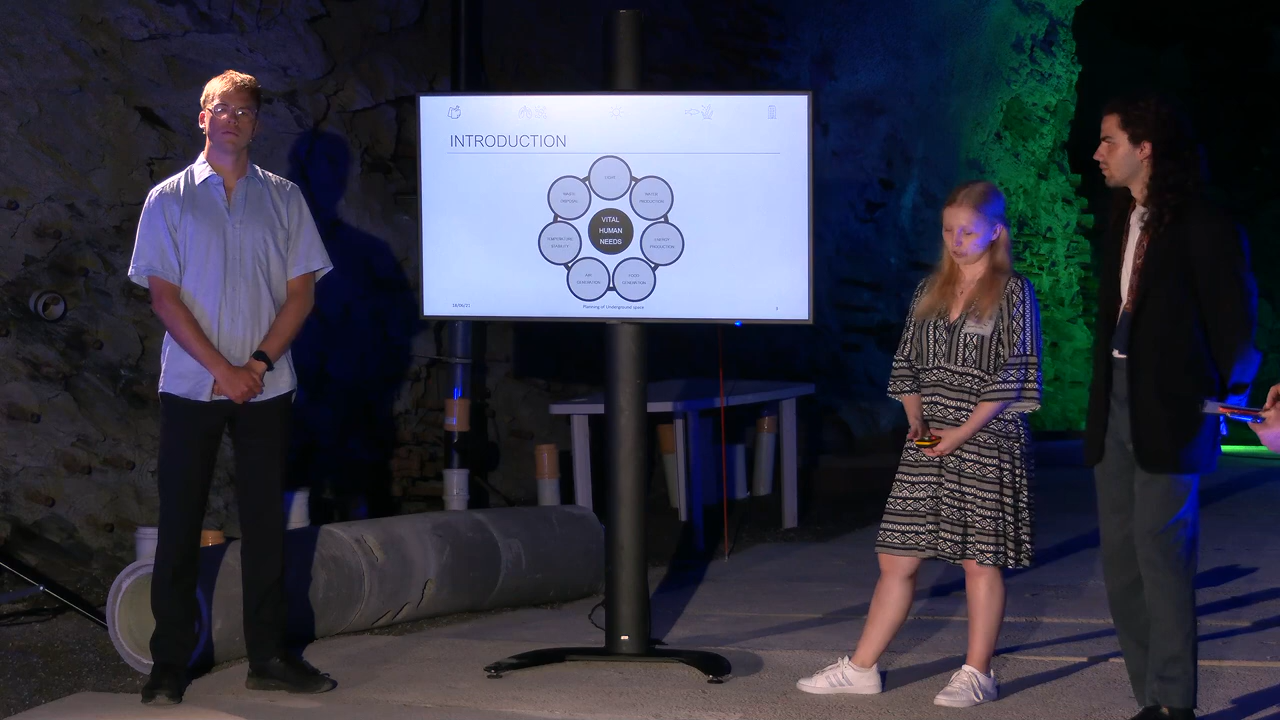 INTRODUCTION
LIGHT
WASTE
DISPOSAL
WATER
PRODUCTION
VITAL
HUMAN
NEEDS
TEMPERATURE
STABILITY
ENERGY
PRODUCTION
AIR
GENERATION
FOOD
GENERATION
Planning of Underground space